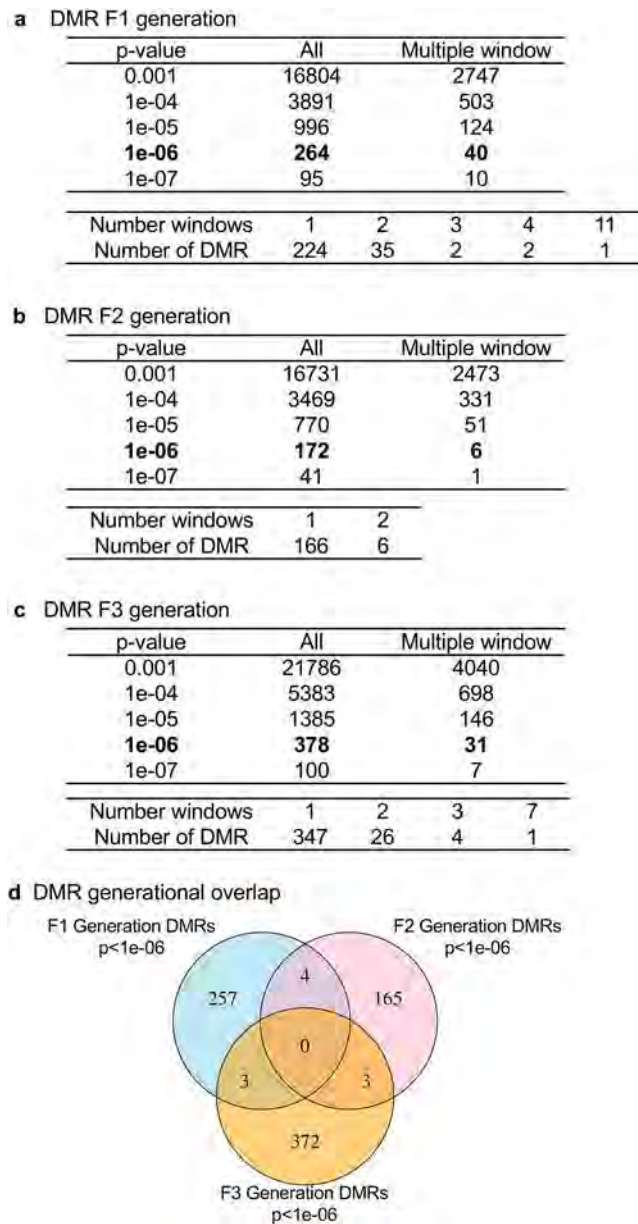 a DMR F1 generation
p-value All Multiple window
0.001 16804 2747
1e-04 3891 503
1e-05 996 124
1e-06 264 40
1e-07 95 10
Number windows 1 2 3 4 11
Number of DMR 224 35 2 2 1
b DMR F2 generation
p-value All Multiple window
0.001 16731 2473
1e-04 3469 331
1e-05 770 51
1e-06 172 6
1e-07 41 1
Number windows 1 2
Number of DMR 166 6
c DMR F3 generation
p-value All Multiple window
0.001 21786 4040
1e-04 5383 698
1e-05 1385 146
1e-06 378 31
1e-07 100 7
Number windows 1 2 3 7
Number of DMR 347 26 4 1
d DMR generational overlap
F1 Generation DMRs F2 Generation DMRs
p<1e-06 p<1e-06
4
257 165
0
3 3
372
F3 Generation DMRs
p<1e-06